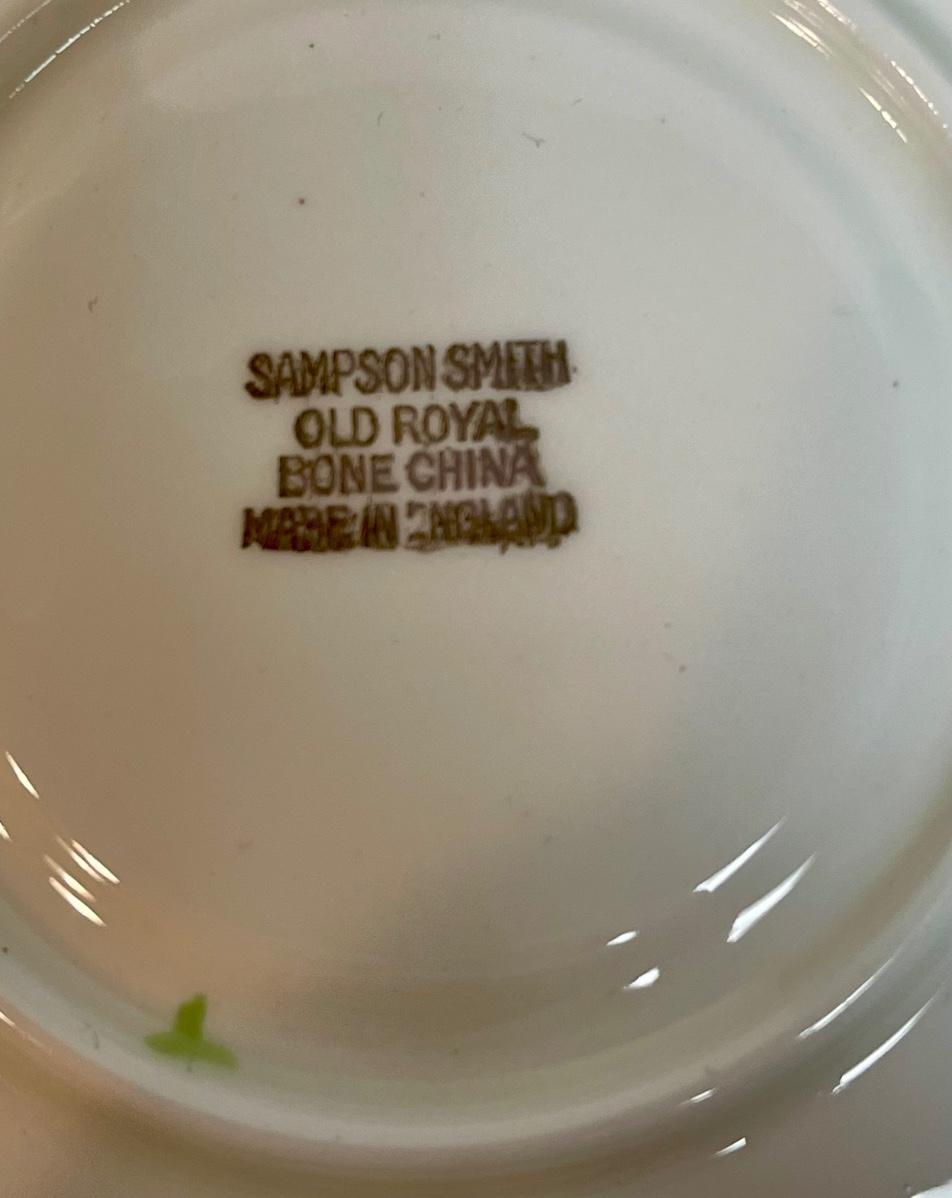 SAMPSON SMITH
OLD ROYAL
BONE CHINA
MADE IN ENGLAND